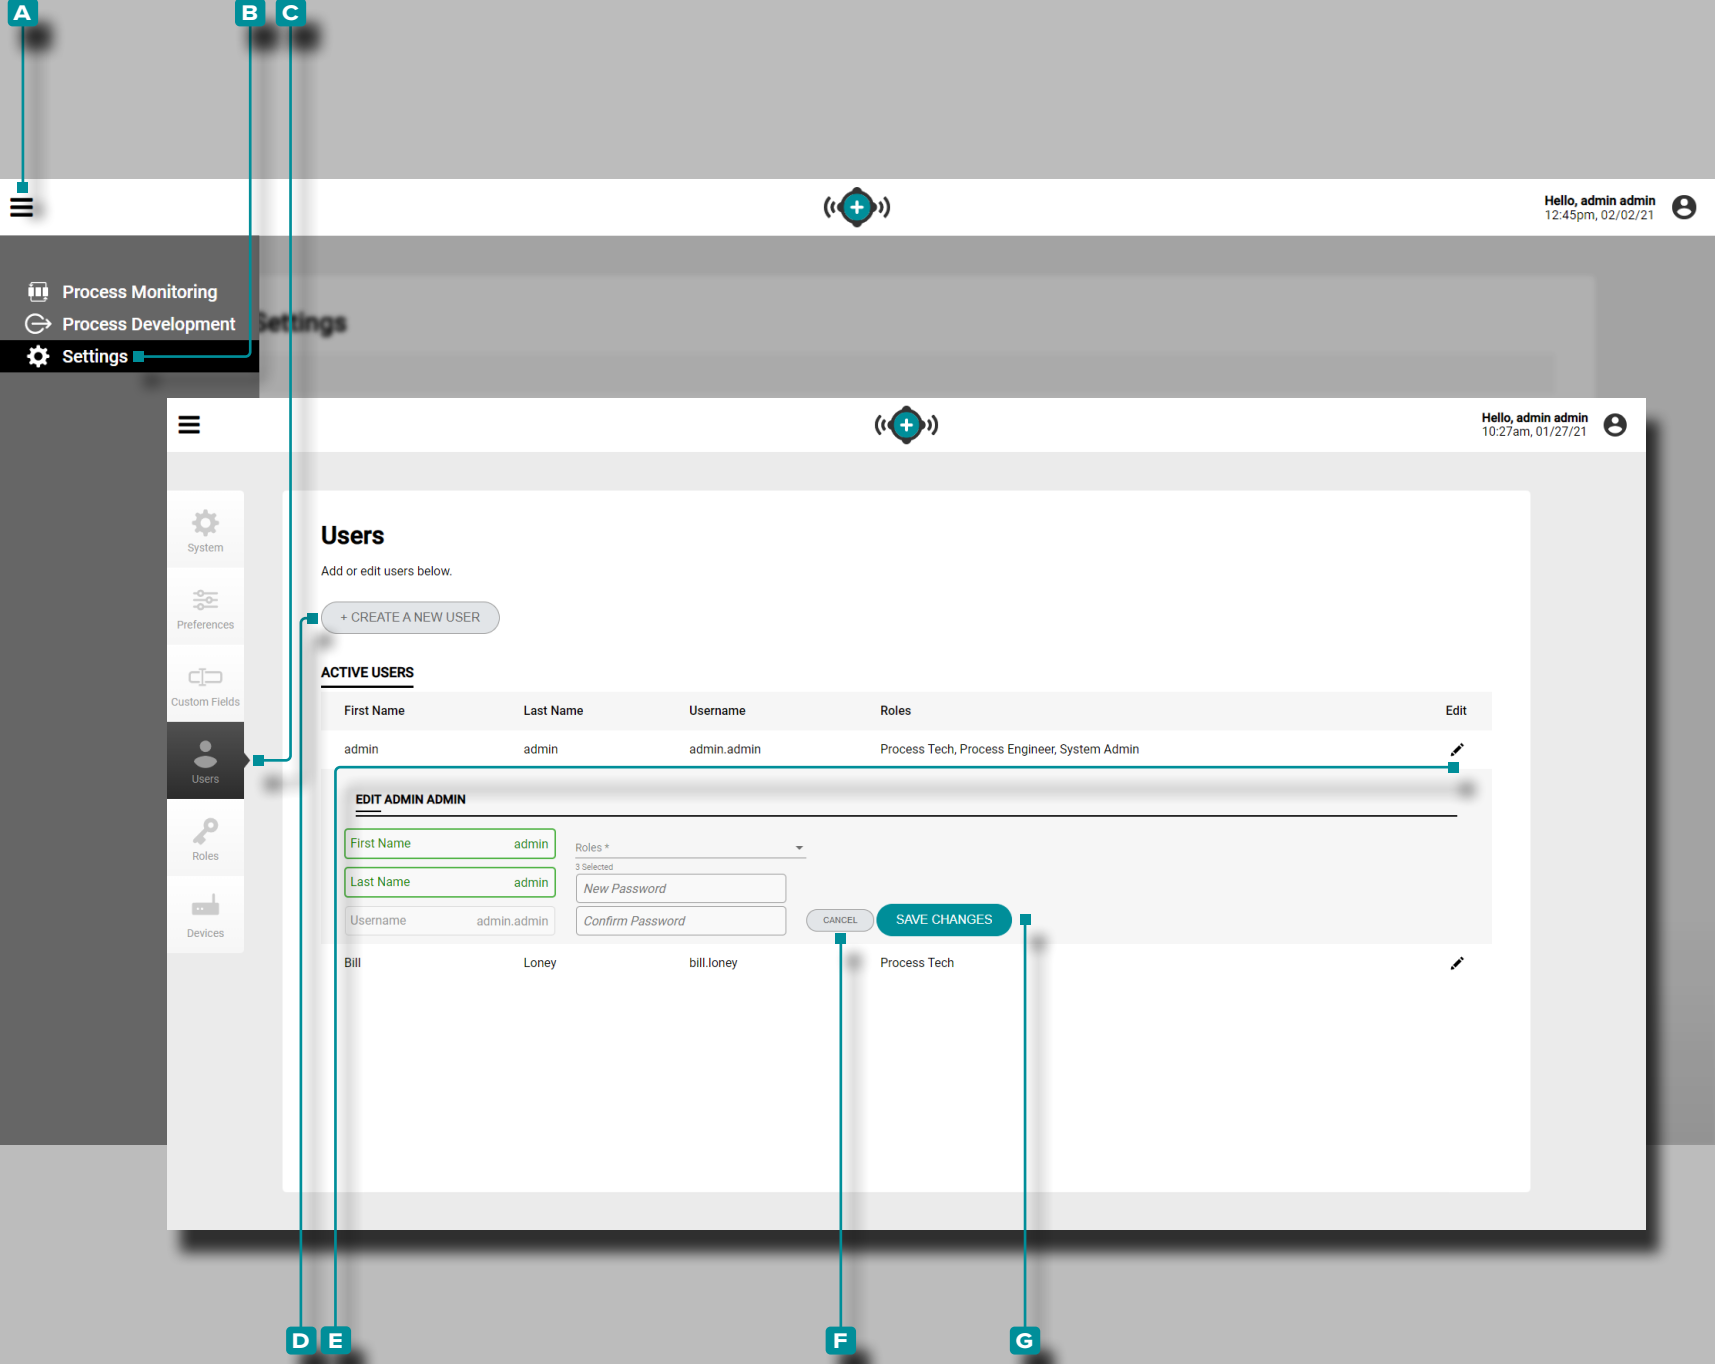 A
B
C
Hello, admin admin
12:45pm, 02/02/21
Process Monitoring
Process Development
Settings
Settings
Hello, admin admin
10:27am, 01/27/21
System
Preferences
Custom Fields
Users
Roles
Devices
Users
Add or edit users below.
+ CREATE A NEW USER
ACTIVE USERS
First Name Last Name Username Roles Edit
admin admin admin.admin Process Tech, Process Engineer, System Admin
EDIT ADMIN ADMIN
First Name admin
Roles *
3 Selected
Last Name admin
New Password
Username admin.admin
Confirm Password
CANCEL
SAVE CHANGES
Bill Loney bill.loney Process Tech
D
E
F
G